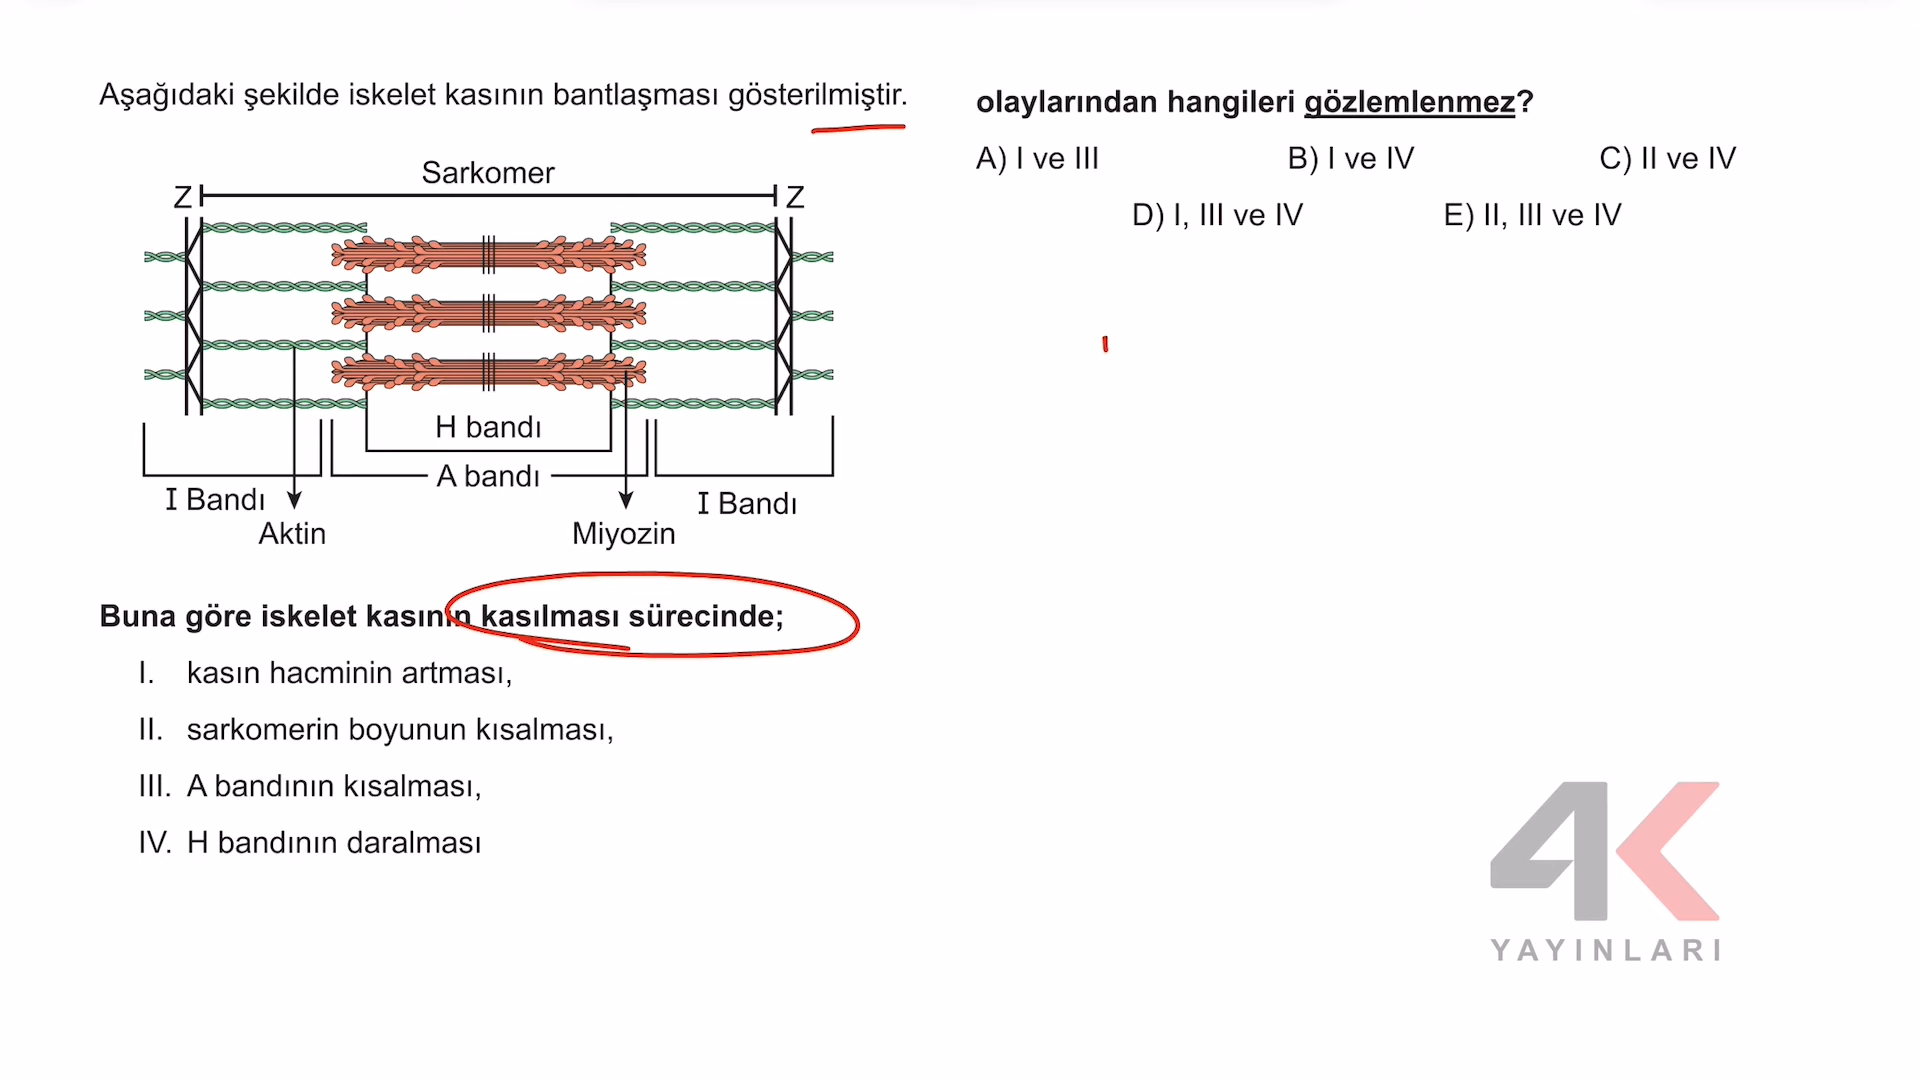 Aşağıdaki şekilde iskelet kasının bantlaşması gösterilmiştir.
Sarkomer
Z Z
H bandı
A bandı
I Bandı I Bandı
Aktin Miyozin
Buna göre iskelet kasının kasılması sürecinde;
I. kasın hacminin artması,
II. sarkomerin boyunun kısalması,
III. A bandının kısalması,
IV. H bandının daralması
olaylarından hangileri gözlemlenmez?
A) I ve III B) I ve IV C) II ve IV
D) I, III ve IV E) II, III ve IV
4K
YAYINLARI